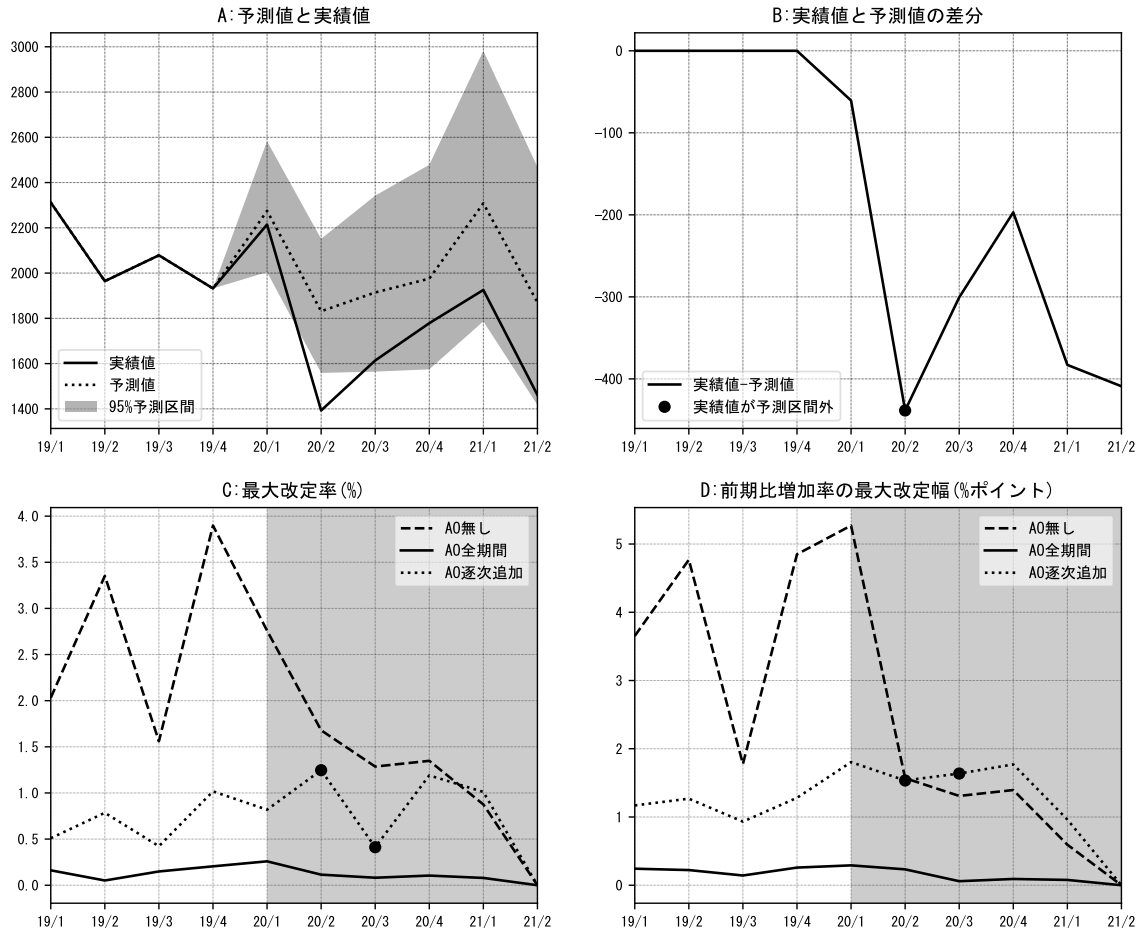 A:予測値と実績値
3000
2800
2600
2400
2200
2000
1800
1600
1400
実績値
予測値
95%予測区間
19/1 19/2 19/3 19/4 20/1 20/2 20/3 20/4 21/1 21/2
B:実績値と予測値の差分
0
−100
−200
−300
−400
実績値−予測値
実績値が予測区間外
19/1 19/2 19/3 19/4 20/1 20/2 20/3 20/4 21/1 21/2
C:最大改定率(%)
4.0
3.5
3.0
2.5
2.0
1.5
1.0
0.5
0.0
AO無し
AO全期間
AO逐次追加
19/1 19/2 19/3 19/4 20/1 20/2 20/3 20/4 21/1 21/2
D:前期比増加率の最大改定幅(%ポイント)
5
4
3
2
1
0
AO無し
AO全期間
AO逐次追加
19/1 19/2 19/3 19/4 20/1 20/2 20/3 20/4 21/1 21/2